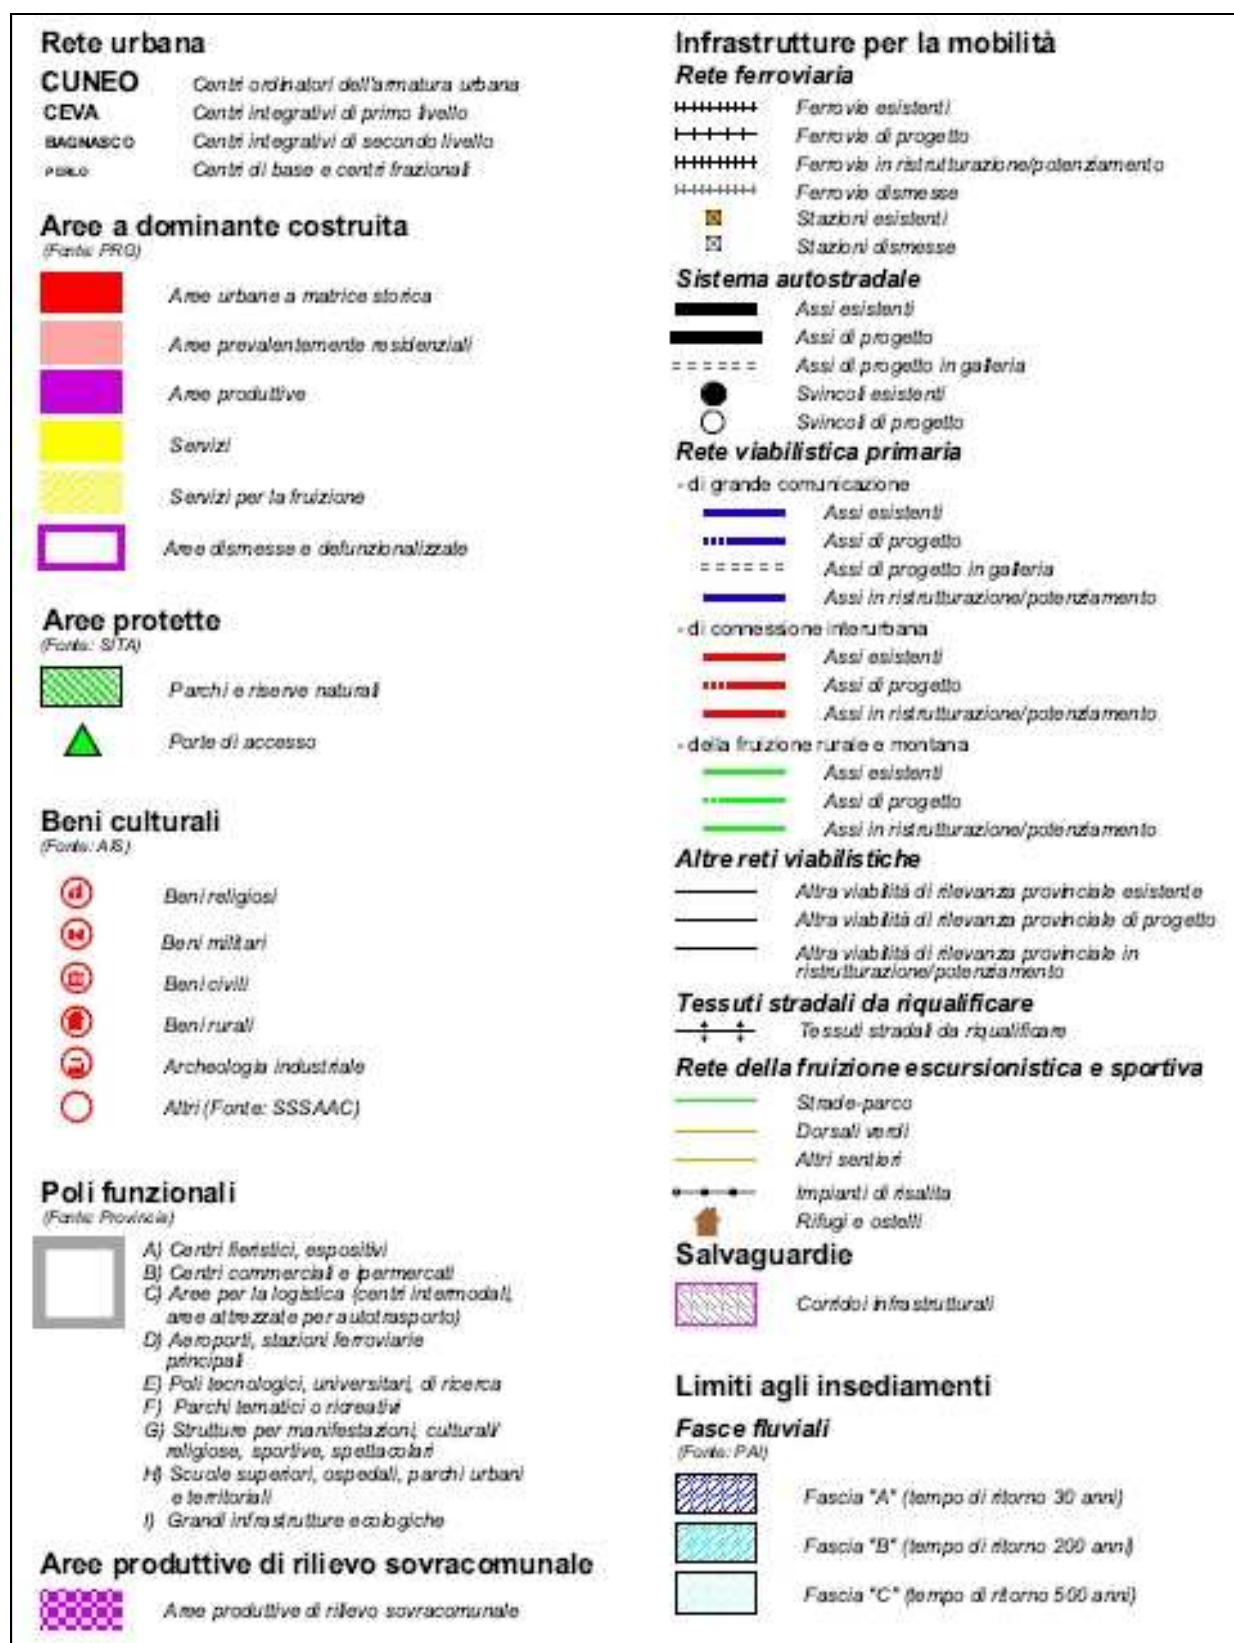 Rete urbana
CUNEO Centri ordinatori dell'armatura urbana
CEVA Centri integrativi di primo livello
BAGNASCO Centri integrativi di secondo livello
PERLO Centri di base e centri frazionali
Aree a dominante costruita
(Fonte: PRG)
Aree urbane a matrice storica
Aree prevalentemente residenziali
Aree produttive
Servizi
Servizi per la fruizione
Aree dismesse e defunzionalizzate
Aree protette
(Fonte: SITA)
Parchi e riserve naturali
Porte di accesso
Beni culturali
(Fonte: AIS)
Beni religiosi
Beni militari
Beni civili
Beni rurali
Archeologia industriale
Altri (Fonte: SSSAAC)
Poli funzionali
(Fonte: Provincia)
A) Centri fieristici, espositivi
B) Centri commerciali e ipermercati
C) Aree per la logistica (centri intermodali,
aree attrezzate per autotrasporto)
D) Aeroporti, stazioni ferroviarie
principali
E) Poli tecnologici, universitari, di ricerca
F) Parchi tematici o ricreativi
G) Strutture per manifestazioni, culturali/
religiose, sportive, spettacolari
H) Scuole superiori, ospedali, parchi urbani
e territoriali
I) Grandi infrastrutture ecologiche
Aree produttive di rilievo sovracomunale
Aree produttive di rilievo sovracomunale
Infrastrutture per la mobilità
Rete ferroviaria
Ferrovie esistenti
Ferrovie di progetto
Ferrovie in ristrutturazione/potenziamento
Ferrovie dismesse
Stazioni esistenti
Stazioni dismesse
Sistema autostradale
Assi esistenti
Assi di progetto
Assi di progetto in galleria
Svincoli esistenti
Svincoli di progetto
Rete viabilistica primaria
- di grande comunicazione
Assi esistenti
Assi di progetto
Assi di progetto in galleria
Assi in ristrutturazione/potenziamento
- di connessione interurbana
Assi esistenti
Assi di progetto
Assi in ristrutturazione/potenziamento
- della fruizione rurale e montana
Assi esistenti
Assi di progetto
Assi in ristrutturazione/potenziamento
Altre reti viabilistiche
Altra viabilità di rilevanza provinciale esistente
Altra viabilità di rilevanza provinciale di progetto
Altra viabilità di rilevanza provinciale in
ristrutturazione/potenziamento
Tessuti stradali da riqualificare
Tessuti stradali da riqualificare
Rete della fruizione escursionistica e sportiva
Strade-parco
Dorsali verdi
Altri sentieri
Impianti di risalita
Rifugi e ostelli
Salvaguardie
Corridoi infrastrutturali
Limiti agli insediamenti
Fasce fluviali
(Fonte: PAI)
Fascia "A" (tempo di ritorno 30 anni)
Fascia "B" (tempo di ritorno 200 anni)
Fascia "C" (tempo di ritorno 500 anni)